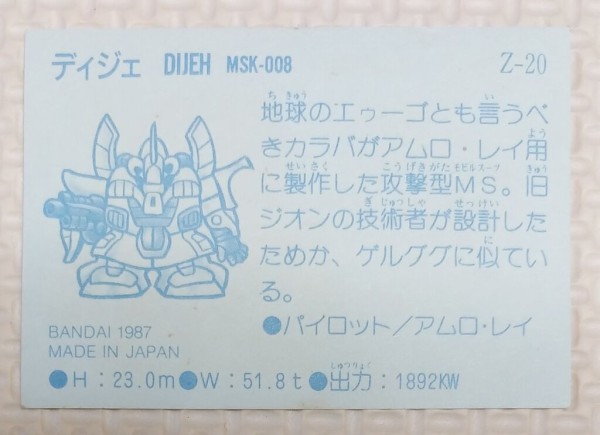 ディジェ DIJEH MSK-008 Z-20
地球のエゥーゴとも言うべ
きカラバがアムロ・レイ用
に製作した攻撃型MS。旧
ジオンの技術者が設計した
ためか、ゲルググに似てい
る。
●パイロット／アムロ・レイ
BANDAI 1987
MADE IN JAPAN
●H：23.0m●W：51.8t●出力：1892KW